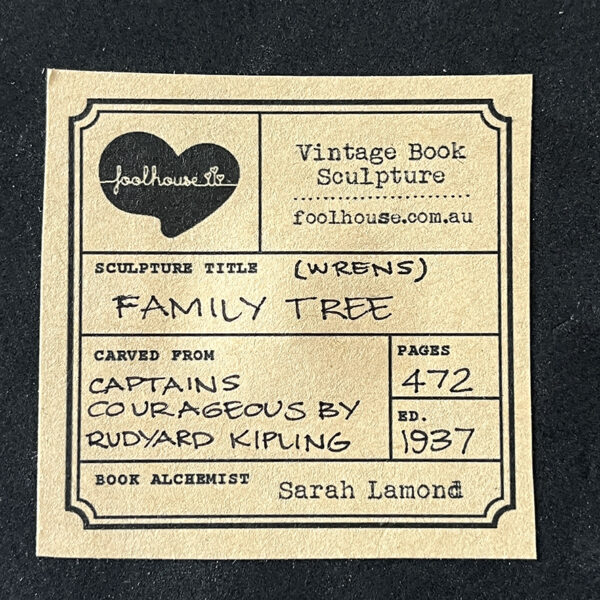 foolhouse
Vintage Book
Sculpture
foolhouse.com.au
SCULPTURE TITLE (WRENS)
FAMILY TREE
CARVED FROM
CAPTAINS
COURAGEOUS BY
RUDYARD KIPLING
PAGES
472
ED.
1937
BOOK ALCHEMIST Sarah Lamond